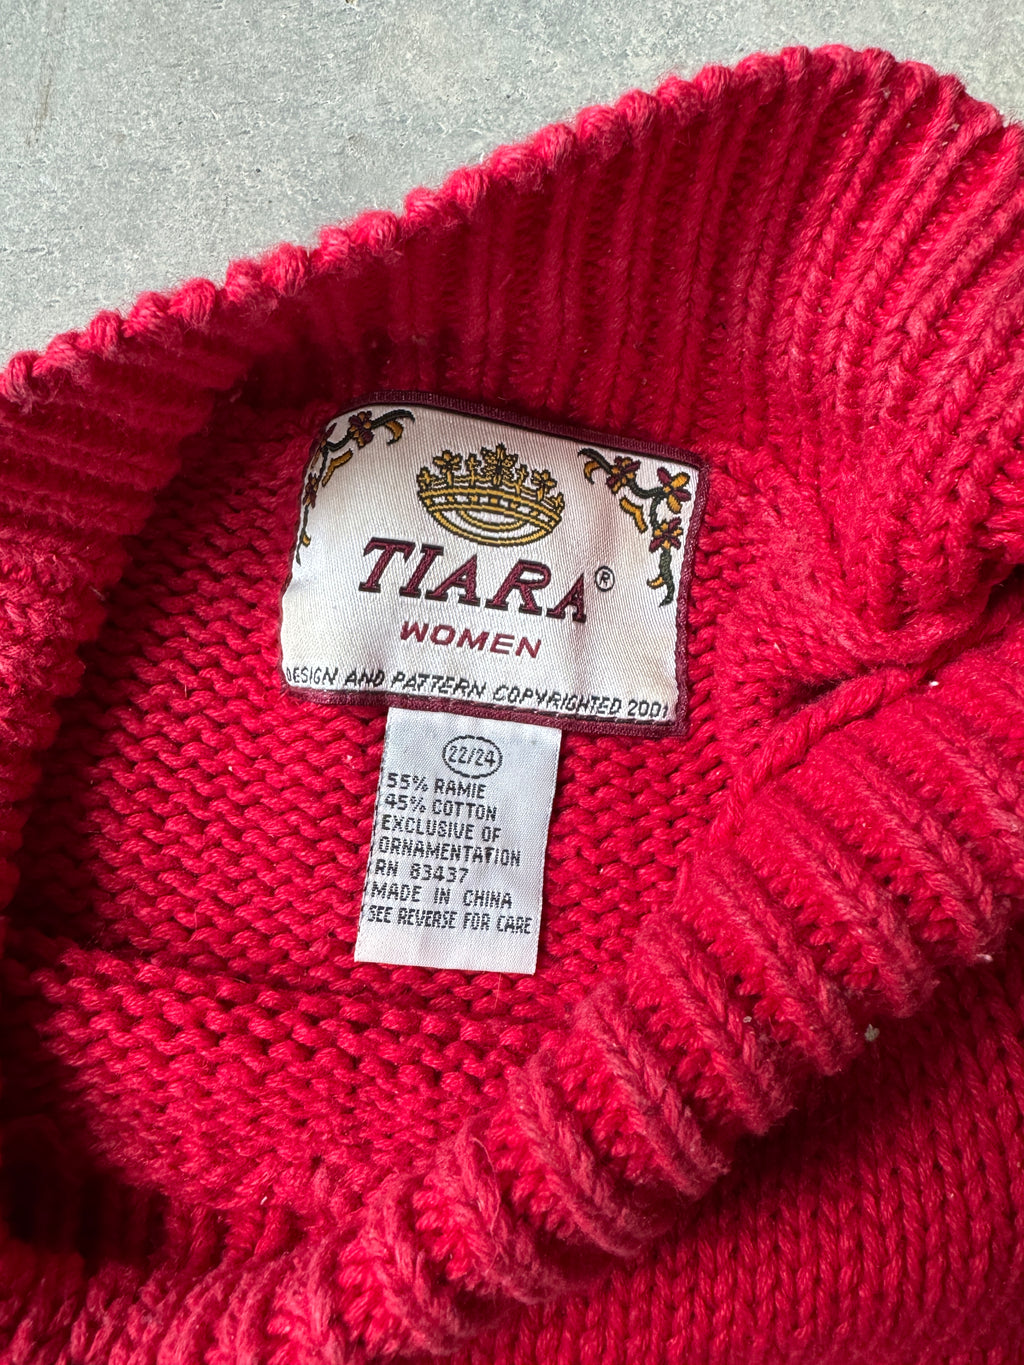 TIARA®
WOMEN
DESIGN AND PATTERN COPYRIGHTED 2001
22/24
55% RAMIE
45% COTTON
EXCLUSIVE OF
ORNAMENTATION
RN 83437
MADE IN CHINA
SEE REVERSE FOR CARE